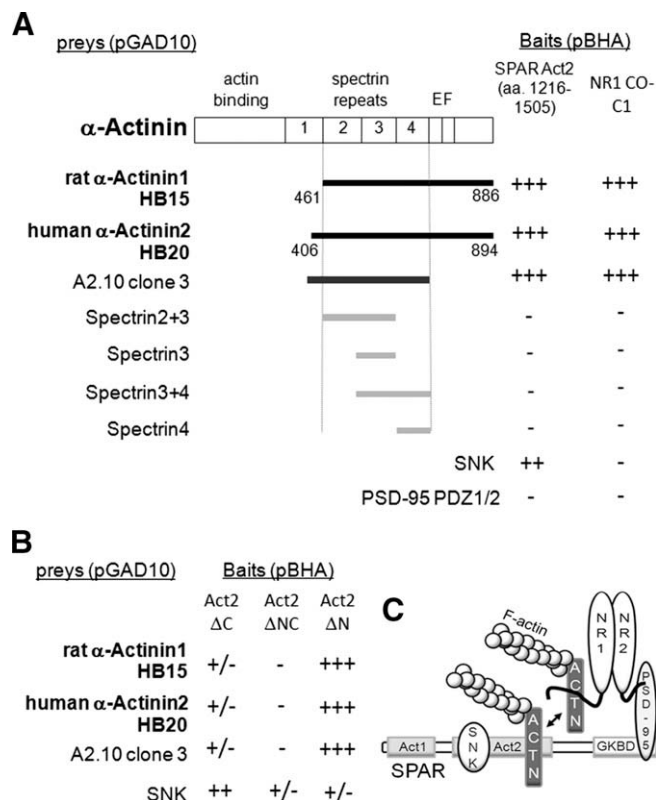 A
preys (pGAD10) Baits (pBHA)
SPAR Act2 NR1 CO-
(aa. 1216- C1
1505)
actin spectrin EF
binding repeats
α-Actinin 1 2 3 4
rat α-Actinin1 +++ +++
HB15 461 886
human α-Actinin2 +++ +++
HB20 406 894
A2.10 clone 3 +++ +++
Spectrin2+3 - -
Spectrin3 - -
Spectrin3+4 - -
Spectrin4 - -
SNK ++ -
PSD-95 PDZ1/2 - -
B
preys (pGAD10) Baits (pBHA)
Act2 Act2 Act2
ΔC ΔNC ΔN
rat α-Actinin1 +/- - +++
HB15
human α-Actinin2 +/- - +++
HB20
A2.10 clone 3 +/- - +++
SNK ++ +/- +/-
C
F-actin
NR1 NR2
ACTN
ACTN
PSD-95
Act1 SNK Act2 GKBD
SPAR